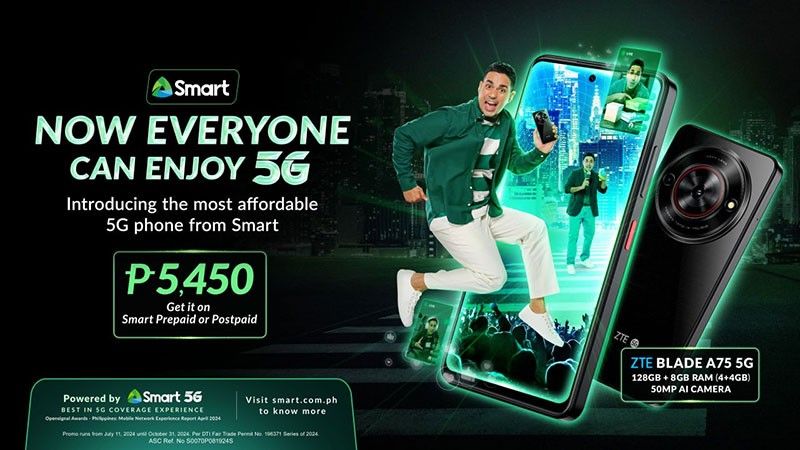 Smart
NOW EVERYONE
CAN ENJOY 5G
Introducing the most affordable
5G phone from Smart
₱5,450
Get it on
Smart Prepaid or Postpaid
LIVE
ZTE 5G
ZTE BLADE A75 5G
128GB + 8GB RAM (4+4GB)
50MP AI CAMERA
Powered by Smart 5G
BEST IN 5G COVERAGE EXPERIENCE
Opensignal Awards - Philippines: Mobile Network Experience Report April 2024
Visit smart.com.ph
to know more
Promo runs from July 11, 2024 until October 31, 2024. Per DTI Fair Trade Permit No. 196371 Series of 2024.
ASC Ref. No S0070P081924S